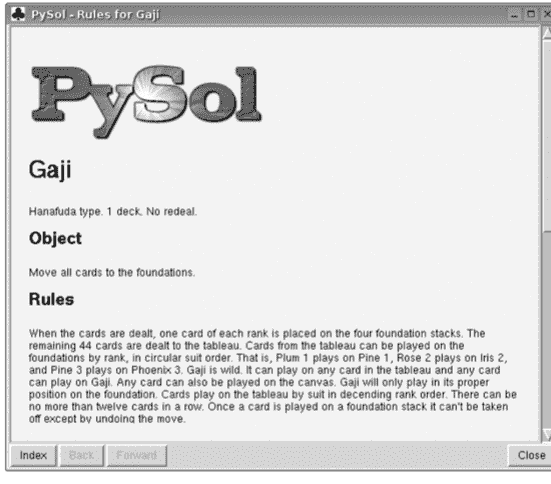 PySol - Rules for Gaji
PySol
Gaji
Hanafuda type. 1 deck. No redeal.
Object
Move all cards to the foundations.
Rules
When the cards are dealt, one card of each rank is placed on the four foundation stacks. The
remaining 44 cards are dealt to the tableau. Cards from the tableau can be played on the
foundations by rank, in circular suit order. That is, Plum 1 plays on Pine 1, Rose 2 plays on Iris 2,
and Pine 3 plays on Phoenix 3. Gaji is wild. It can play on any card in the tableau and any card
can play on Gaji. Any card can also be played on the canvas. Gaji will only play in its proper
position on the foundation. Cards play on the tableau by suit in decending rank order. There can be
no more than twelve cards in a row. Once a card is played on a foundation stack it can't be taken
off except by undoing the move.
Index Back Forward Close